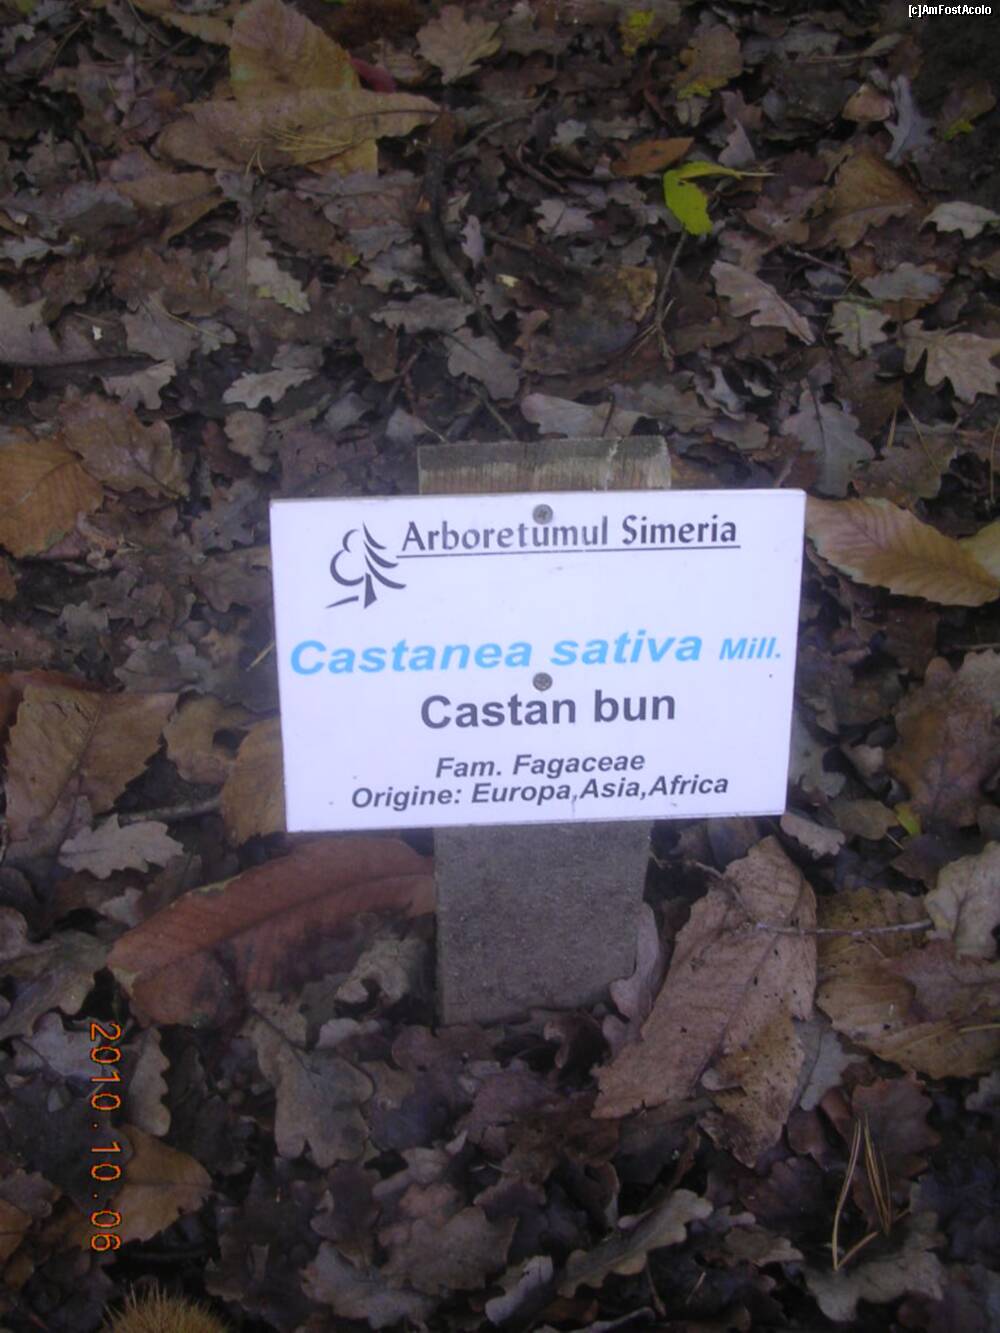 [c]AmFostAcolo
Arboretumul Simeria
Castanea sativa Mill.
Castan bun
Fam. Fagaceae
Origine: Europa,Asia,Africa
2010.10.06